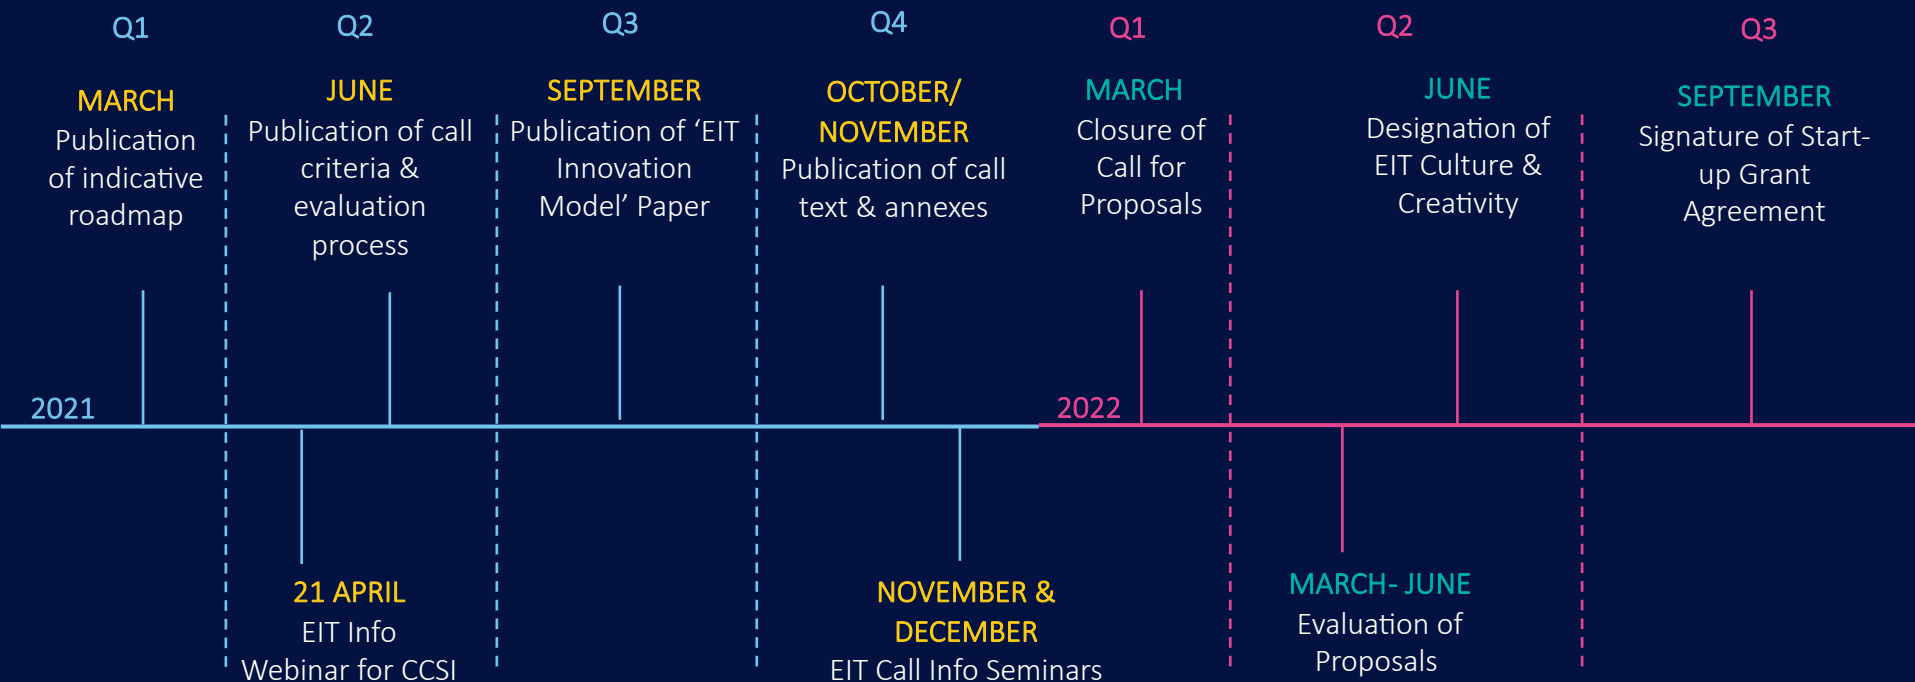 Q1
Q2
Q3
Q4
Q1
Q2
Q3
MARCH
Publication
of indicative
roadmap
JUNE
Publication of call
criteria &
evaluation
process
SEPTEMBER
Publication of ‘EIT
Innovation
Model’ Paper
OCTOBER/
NOVEMBER
Publication of call
text & annexes
MARCH
Closure of
Call for
Proposals
JUNE
Designation of
EIT Culture &
Creativity
SEPTEMBER
Signature of Start-
up Grant
Agreement
2021
2022
21 APRIL
EIT Info
Webinar for CCSI
NOVEMBER &
DECEMBER
EIT Call Info Seminars
MARCH- JUNE
Evaluation of
Proposals